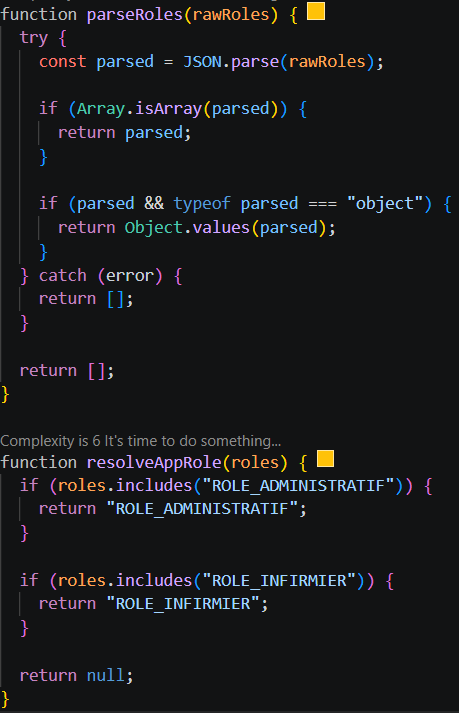 function parseRoles(rawRoles) {
try {
const parsed = JSON.parse(rawRoles);
if (Array.isArray(parsed)) {
return parsed;
}
if (parsed && typeof parsed === "object") {
return Object.values(parsed);
}
} catch (error) {
return [];
}
return [];
}
Complexity is 6 It's time to do something...
function resolveAppRole(roles) {
if (roles.includes("ROLE_ADMINISTRATIF")) {
return "ROLE_ADMINISTRATIF";
}
if (roles.includes("ROLE_INFIRMIER")) {
return "ROLE_INFIRMIER";
}
return null;
}